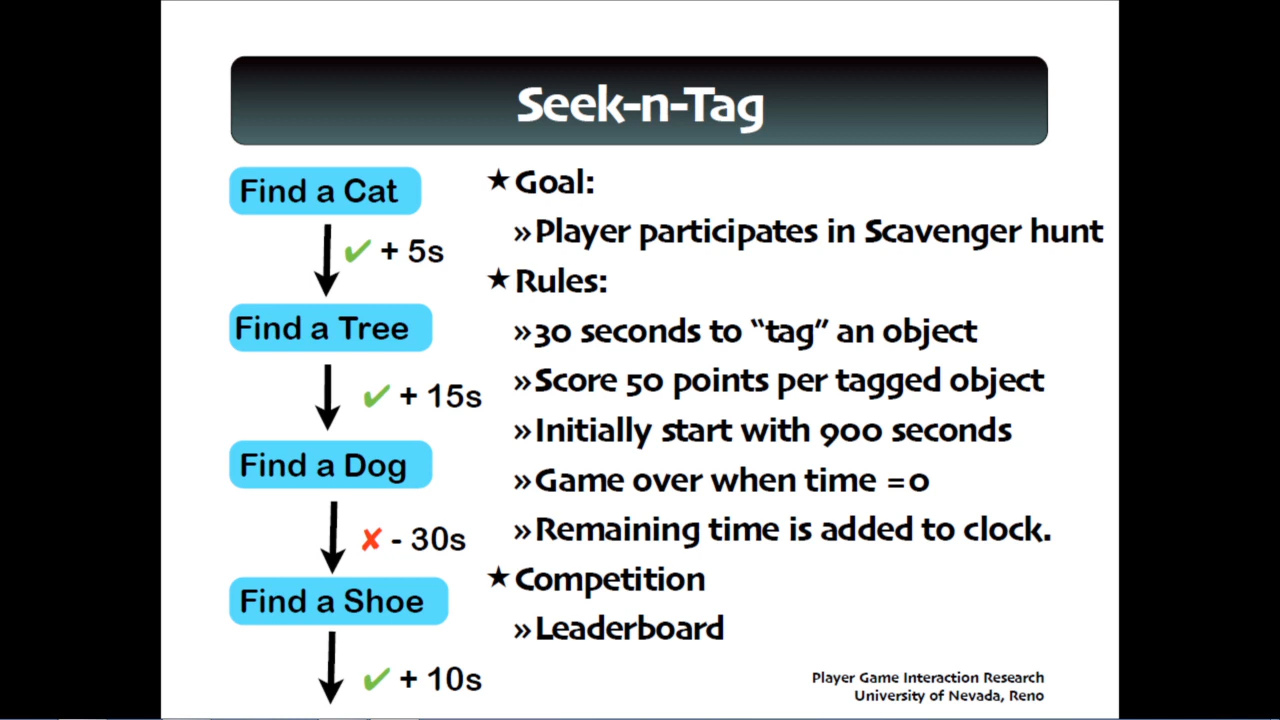 Seek-n-Tag
Find a Cat
✔ + 5s
Find a Tree
✔ + 15s
Find a Dog
✘ - 30s
Find a Shoe
✔ + 10s
★ Goal:
» Player participates in Scavenger hunt
★ Rules:
» 30 seconds to “tag” an object
» Score 50 points per tagged object
» Initially start with 900 seconds
» Game over when time =0
» Remaining time is added to clock.
★ Competition
» Leaderboard
Player Game Interaction Research
University of Nevada, Reno